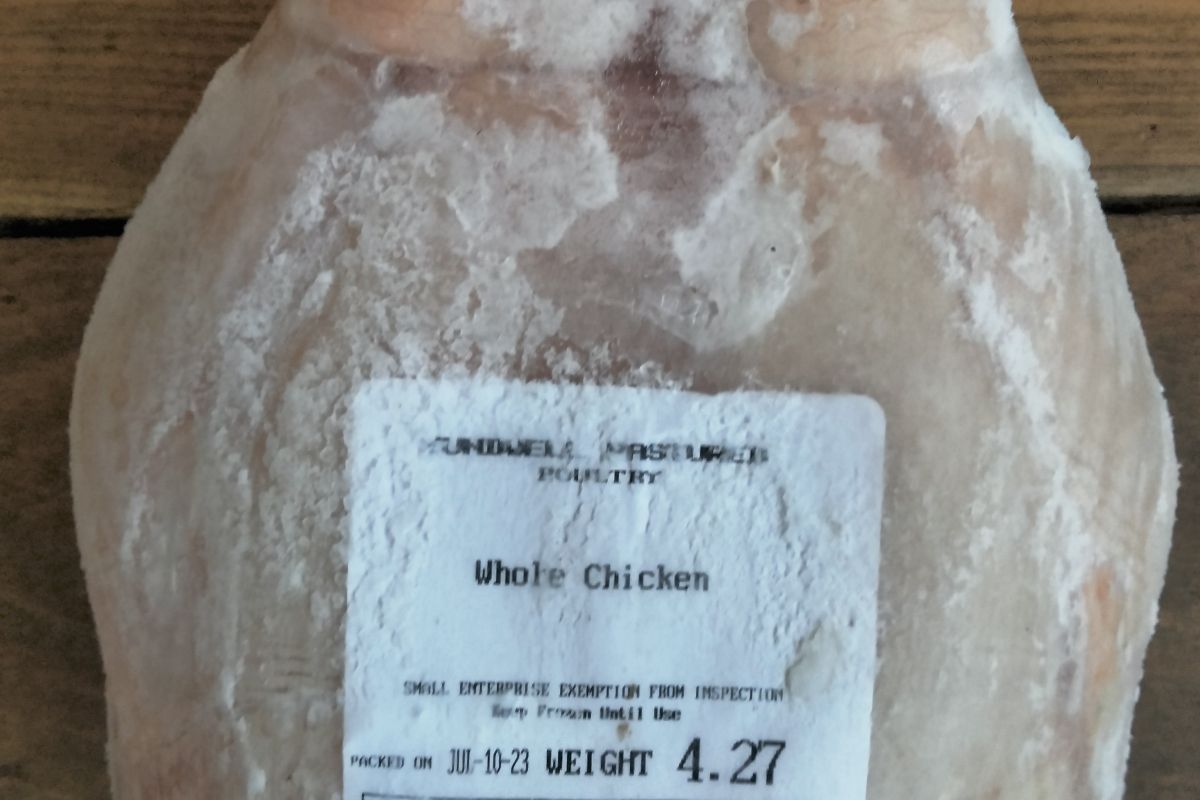 PASTURED
POULTRY
Whole Chicken
SMALL ENTERPRISE EXEMPTION FROM INSPECTION
Keep Frozen Until Use
PACKED ON JUL-10-23 WEIGHT 4.27